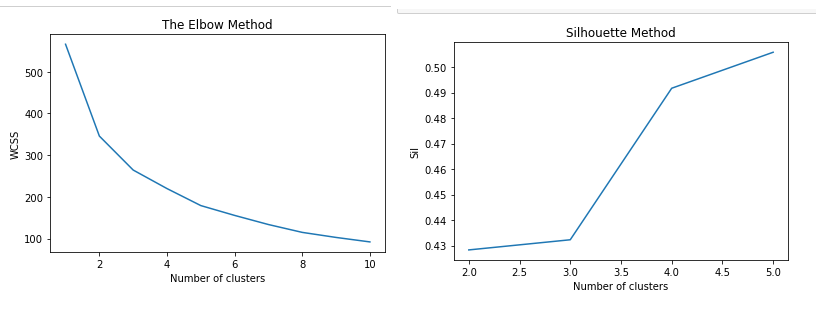 The Elbow Method
500
400
300
200
100
WCSS
2 4 6 8 10
Number of clusters
Silhouette Method
0.50
0.49
0.48
0.47
0.46
0.45
0.44
0.43
Sil
2.0 2.5 3.0 3.5 4.0 4.5 5.0
Number of clusters